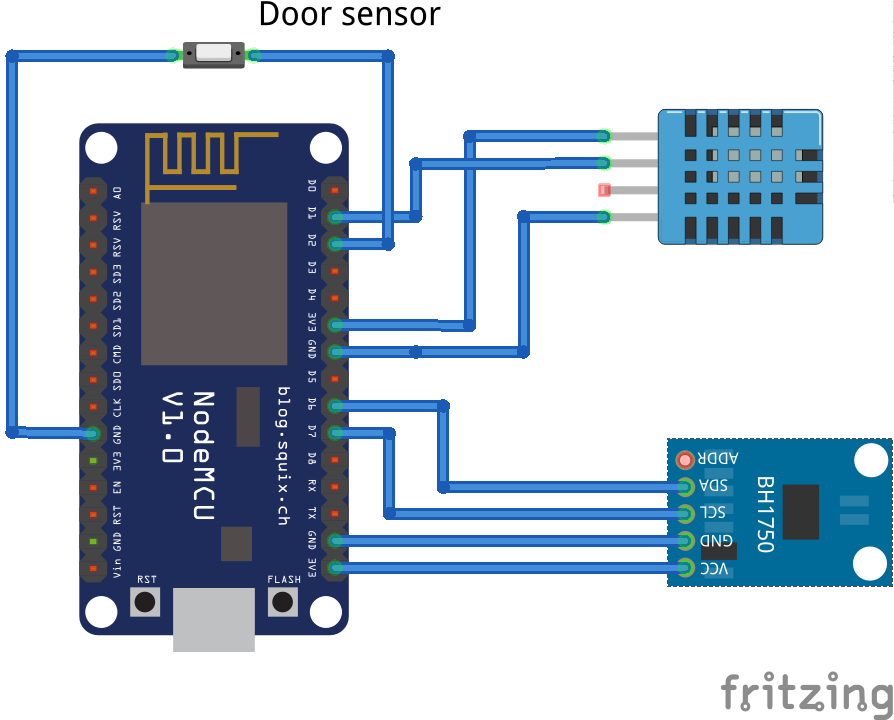 Door sensor
A0
RSV
RSV
SD3
SD2
SD1
CMD
SD0
CLK
GND
3V3
EN
RST
GND
Vin
D0
D1
D2
D3
D4
3V3
GND
D5
D6
D7
D8
RX
TX
GND
3V3
NodeMCU
V1.0
blog.squix.ch
RST
FLASH
ADDR
SDA
SCL
GND
VCC
BH1750
fritzing